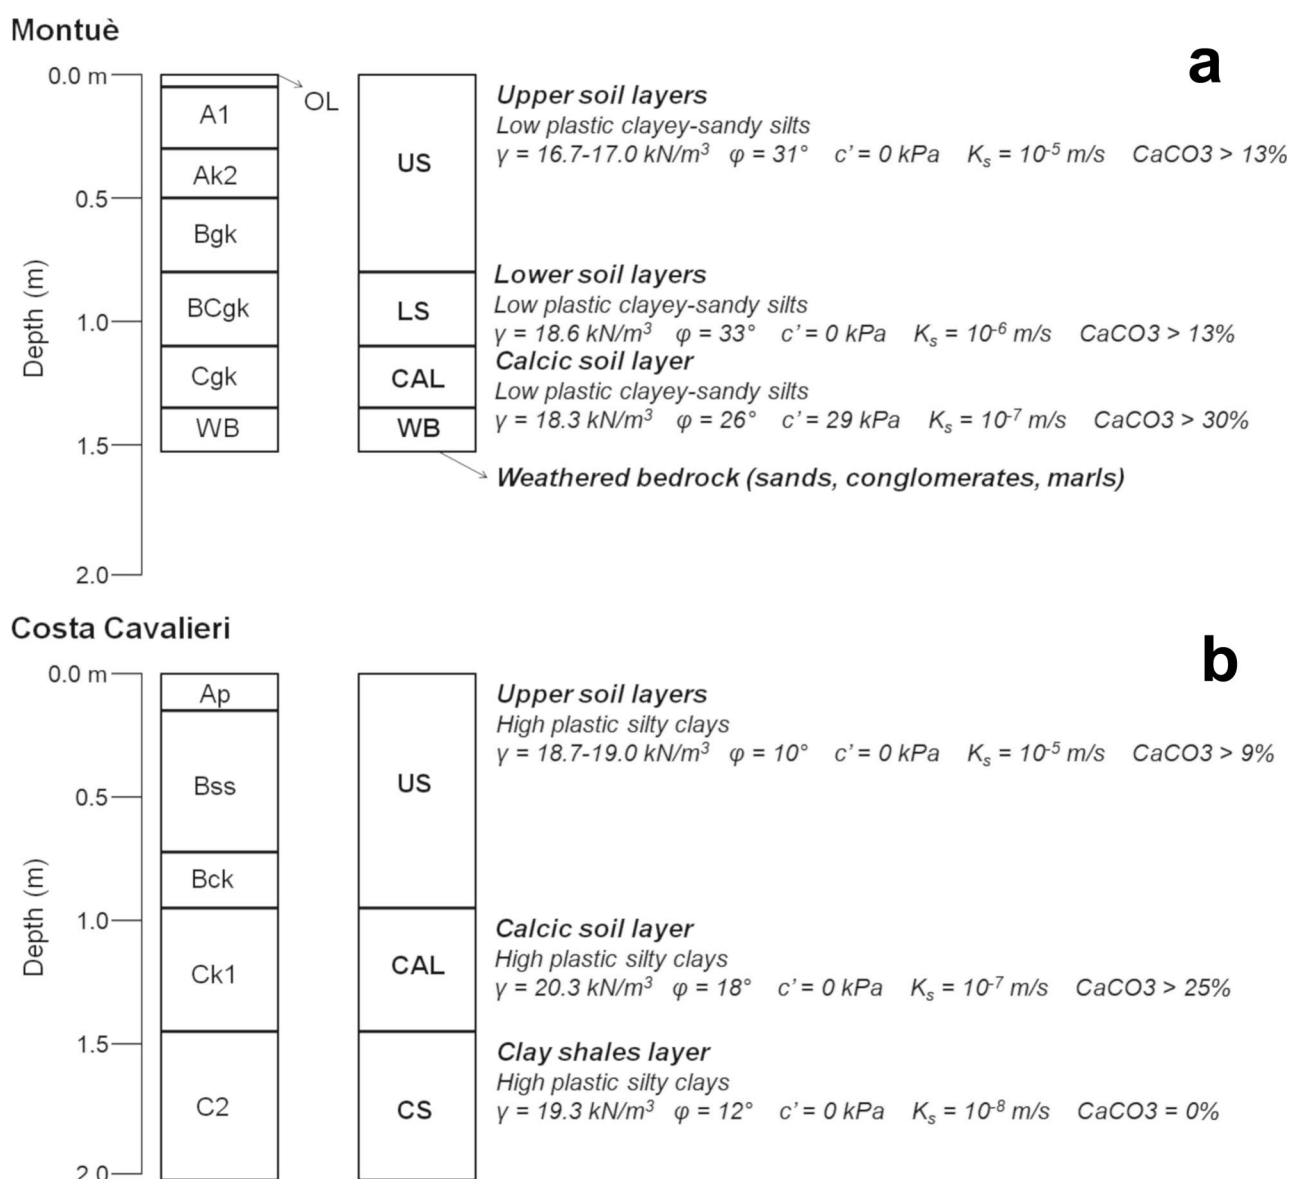 Montuè
a
0.0 m
OL
A1
US
Upper soil layers
Low plastic clayey-sandy silts
γ = 16.7-17.0 kN/m³ φ = 31° c' = 0 kPa Kₛ = 10⁻⁵ m/s CaCO3 > 13%
Ak2
0.5
Bgk
Depth (m)
Lower soil layers
Low plastic clayey-sandy silts
γ = 18.6 kN/m³ φ = 33° c' = 0 kPa Kₛ = 10⁻⁶ m/s CaCO3 > 13%
BCgk
LS
1.0
Calcic soil layer
Low plastic clayey-sandy silts
γ = 18.3 kN/m³ φ = 26° c' = 29 kPa Kₛ = 10⁻⁷ m/s CaCO3 > 30%
Cgk
CAL
WB
WB
1.5
Weathered bedrock (sands, conglomerates, marls)
2.0
Costa Cavalieri
b
0.0 m
Ap
Upper soil layers
High plastic silty clays
γ = 18.7-19.0 kN/m³ φ = 10° c' = 0 kPa Kₛ = 10⁻⁵ m/s CaCO3 > 9%
Bss
US
0.5
Bck
Depth (m)
1.0
Calcic soil layer
High plastic silty clays
γ = 20.3 kN/m³ φ = 18° c' = 0 kPa Kₛ = 10⁻⁷ m/s CaCO3 > 25%
Ck1
CAL
1.5
Clay shales layer
High plastic silty clays
γ = 19.3 kN/m³ φ = 12° c' = 0 kPa Kₛ = 10⁻⁸ m/s CaCO3 = 0%
C2
CS
2.0